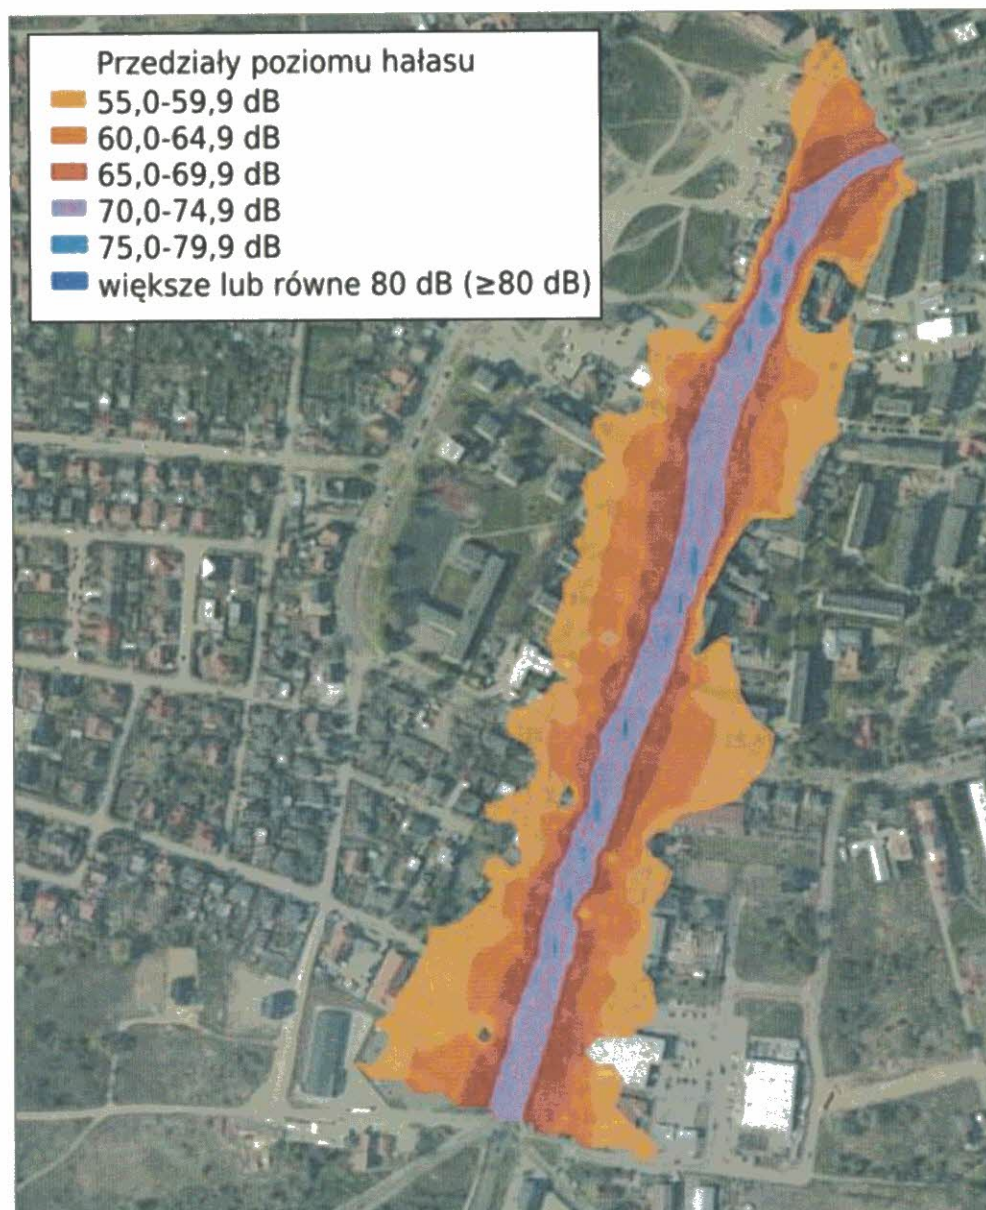 Przedziały poziomu hałasu
55,0-59,9 dB
60,0-64,9 dB
65,0-69,9 dB
70,0-74,9 dB
75,0-79,9 dB
większe lub równe 80 dB (≥80 dB)